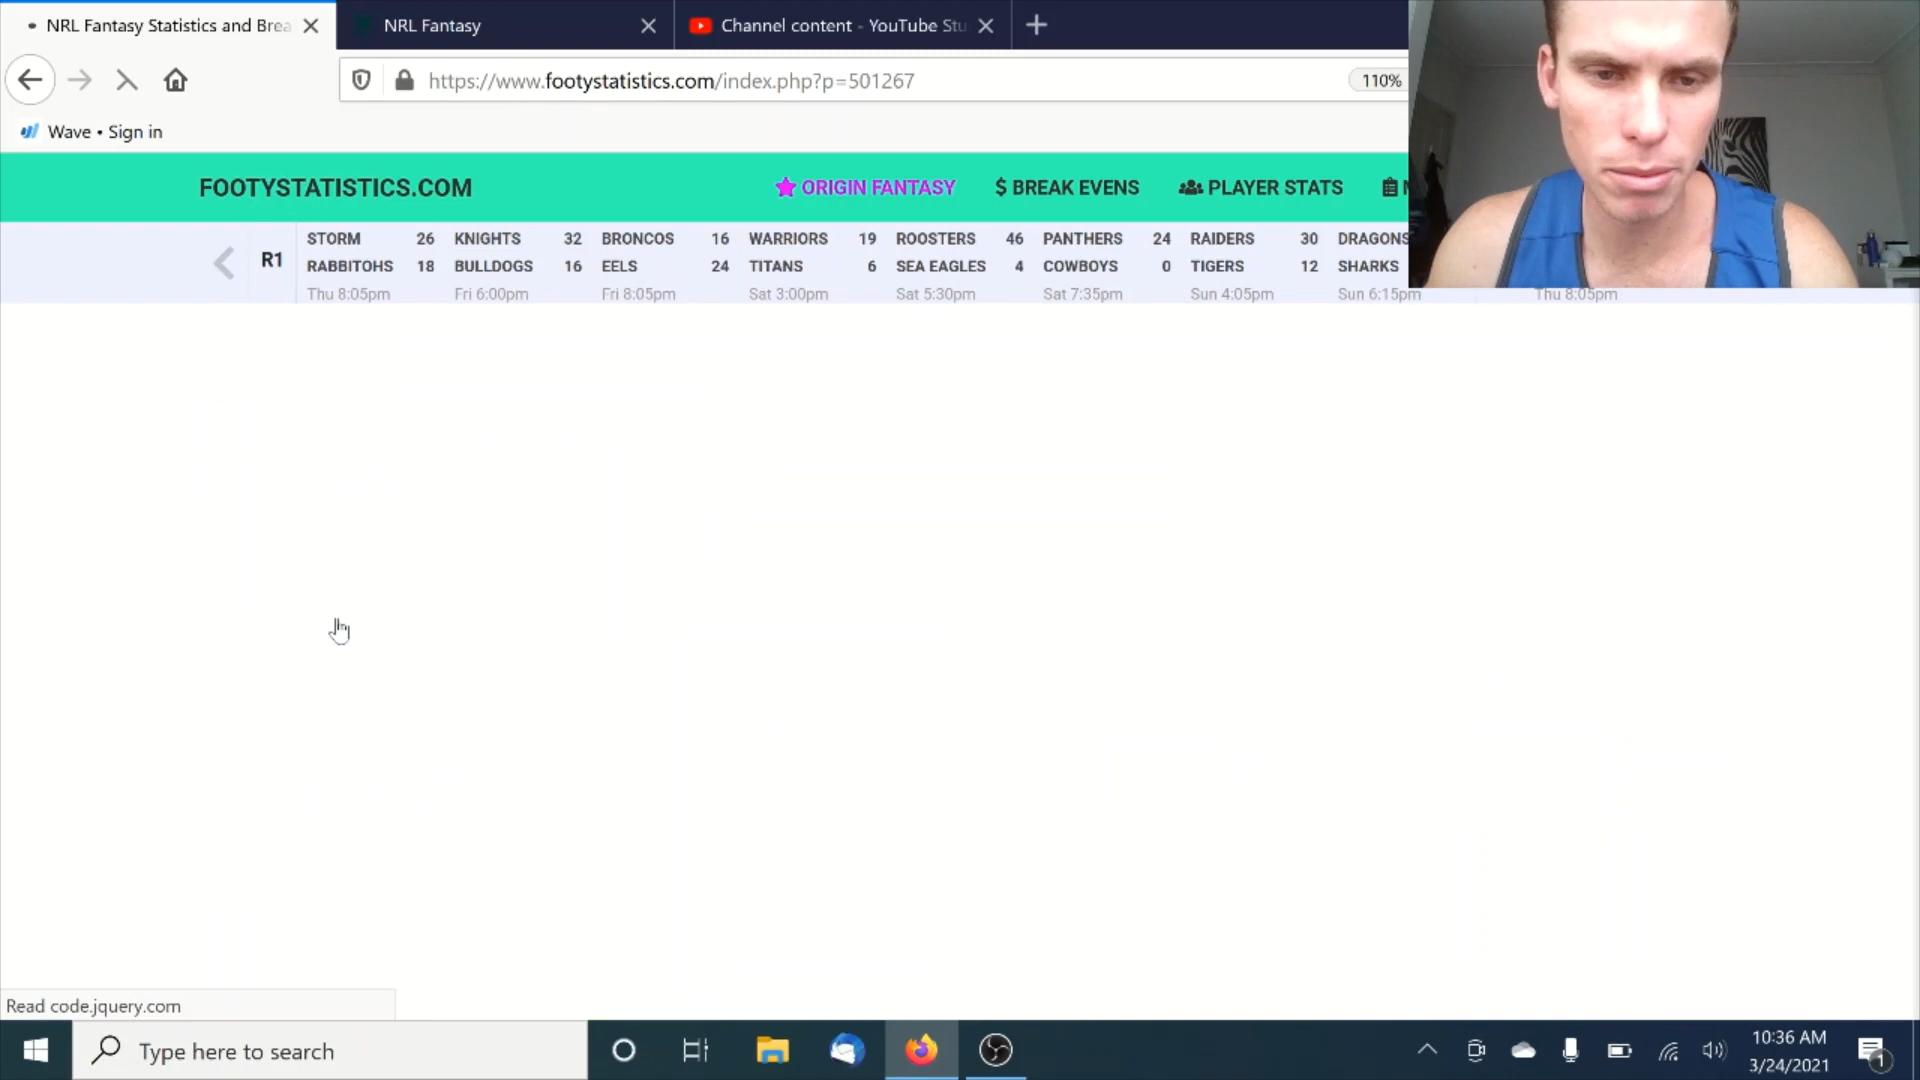 NRL Fantasy Statistics and Brea
NRL Fantasy
Channel content - YouTube Stu
https://www.footystatistics.com/index.php?p=501267
110%
Wave • Sign in
FOOTYSTATISTICS.COM
ORIGIN FANTASY
$ BREAK EVENS
PLAYER STATS
R1
STORM 26 KNIGHTS 32 BRONCOS 16 WARRIORS 19 ROOSTERS 46 PANTHERS 24 RAIDERS 30 DRAGONS
RABBITOHS 18 BULLDOGS 16 EELS 24 TITANS 6 SEA EAGLES 4 COWBOYS 0 TIGERS 12 SHARKS
Thu 8:05pm Fri 6:00pm Fri 8:05pm Sat 3:00pm Sat 5:30pm Sat 7:35pm Sun 4:05pm Sun 6:15pm Thu 8:05pm
Read code.jquery.com
Type here to search
10:36 AM
3/24/2021
1